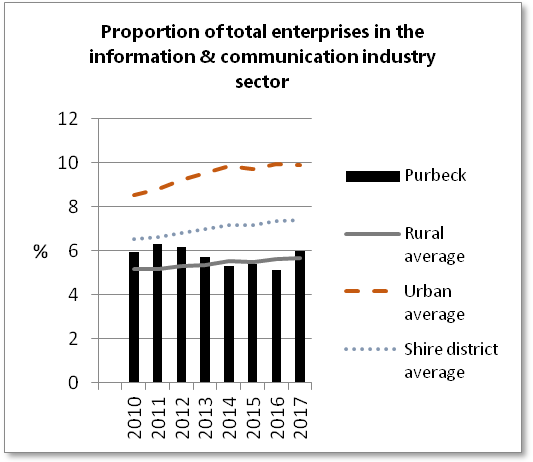 Proportion of total enterprises in the
information & communication industry
sector
12
10
8
6
4
2
0
%
2010
2011
2012
2013
2014
2015
2016
2017
Purbeck
Rural
average
Urban
average
Shire district
average